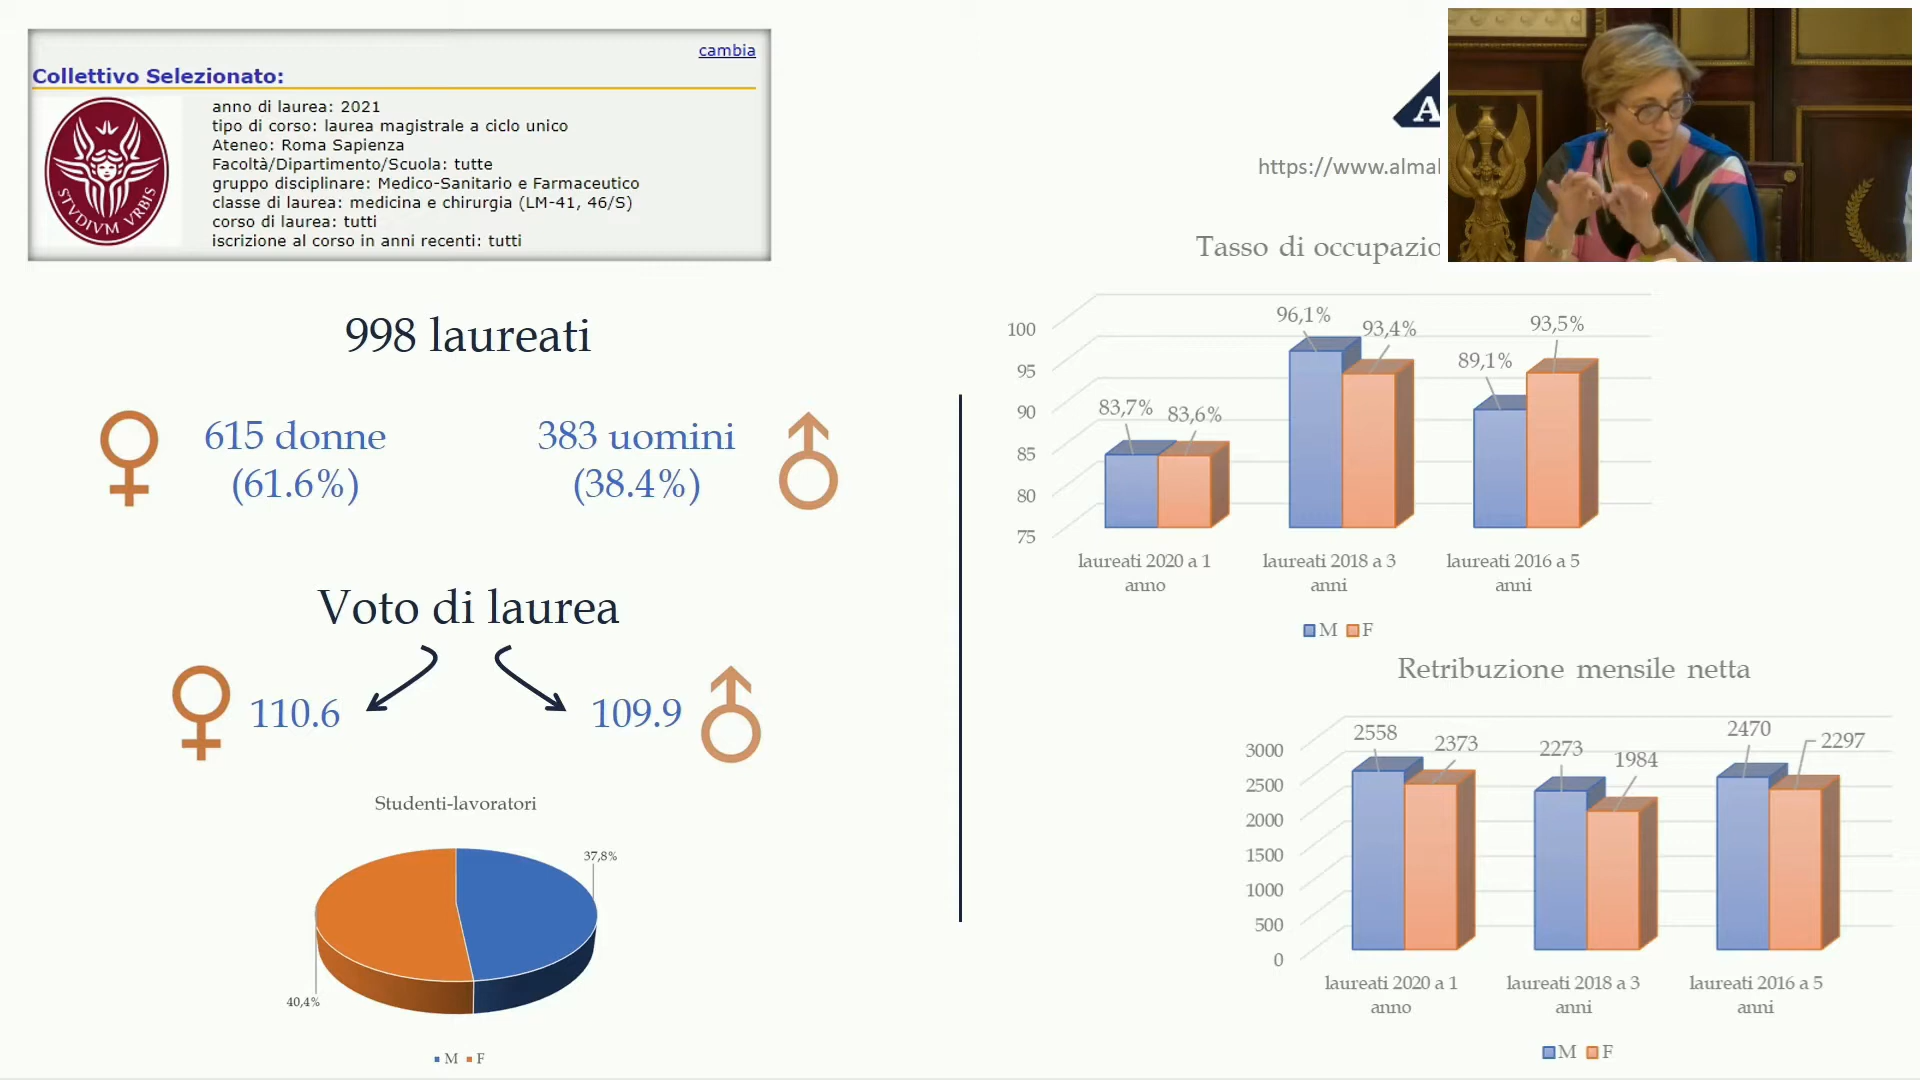 cambia
Collettivo Selezionato:
anno di laurea: 2021
tipo di corso: laurea magistrale a ciclo unico
Ateneo: Roma Sapienza
Facoltà/Dipartimento/Scuola: tutte
gruppo disciplinare: Medico-Sanitario e Farmaceutico
classe di laurea: medicina e chirurgia (LM-41, 46/S)
corso di laurea: tutti
iscrizione al corso in anni recenti: tutti
STVDIVM VRBIS
998 laureati
615 donne
(61.6%)
383 uomini
(38.4%)
Voto di laurea
110.6
109.9
Studenti-lavoratori
37,8%
40,4%
M F
A
https://www.almal
Tasso di occupazio
100
95
90
85
80
75
83,7%
83,6%
96,1%
93,4%
89,1%
93,5%
laureati 2020 a 1
anno
laureati 2018 a 3
anni
laureati 2016 a 5
anni
M F
Retribuzione mensile netta
3000
2500
2000
1500
1000
500
0
2558
2373
2273
1984
2470
2297
laureati 2020 a 1
anno
laureati 2018 a 3
anni
laureati 2016 a 5
anni
M F